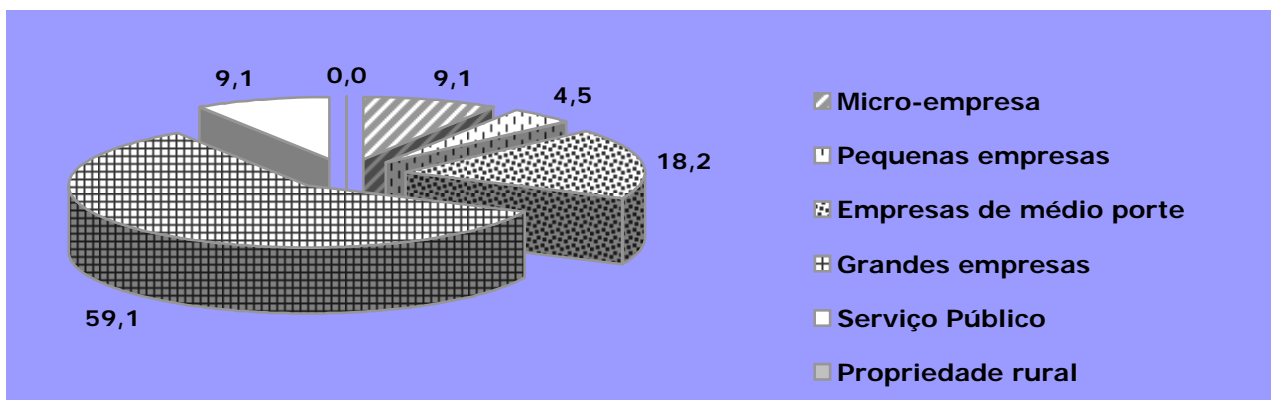 9,1
0,0
9,1
4,5
18,2
59,1
Micro-empresa
Pequenas empresas
Empresas de médio porte
Grandes empresas
Serviço Público
Propriedade rural